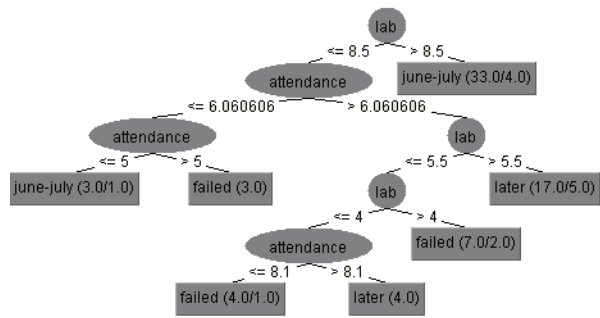 lab
<= 8.5 > 8.5
attendance june-july (33.0/4.0)
<= 6.060606 > 6.060606
attendance lab
<= 5 > 5 <= 5.5 > 5.5
june-july (3.0/1.0) failed (3.0) lab later (17.0/5.0)
<= 4 > 4
attendance failed (7.0/2.0)
<= 8.1 > 8.1
failed (4.0/1.0) later (4.0)